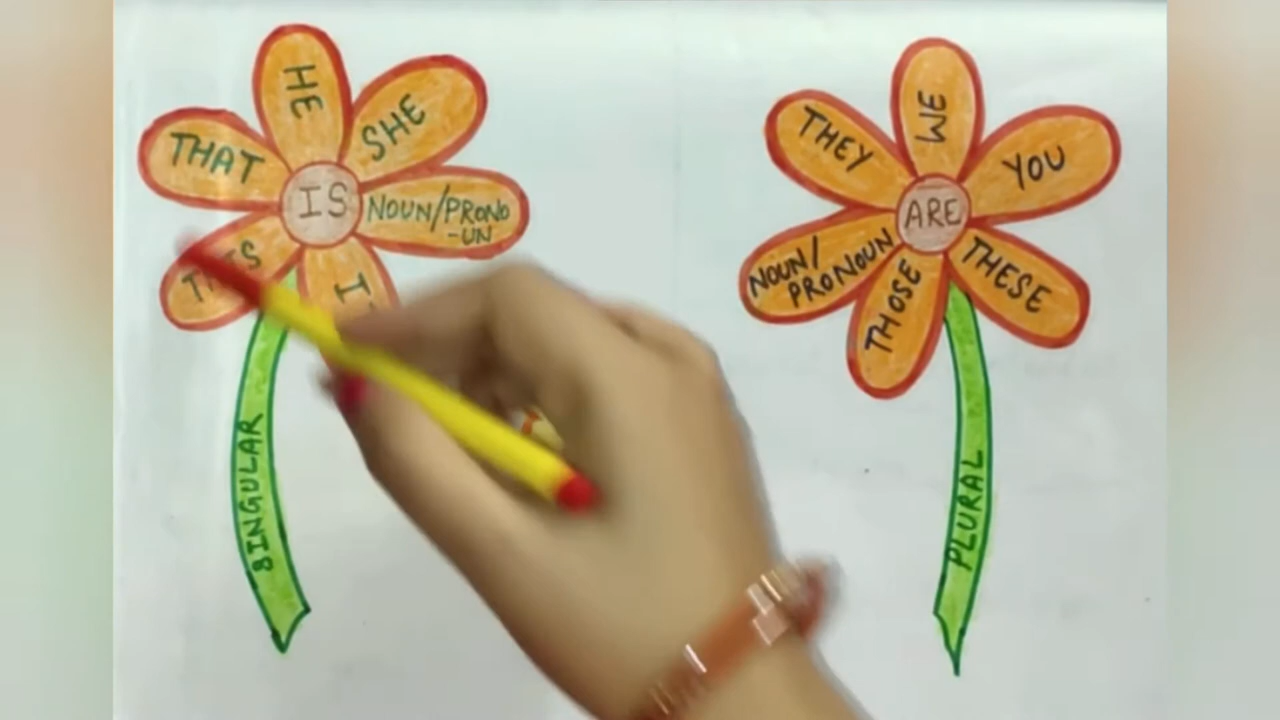 HE
SHE
NOUN/PRONO
-UN
THAT
IS
SINGULAR
WE
YOU
THESE
THOSE
NOUN/
PRONOUN
THEY
ARE
PLURAL